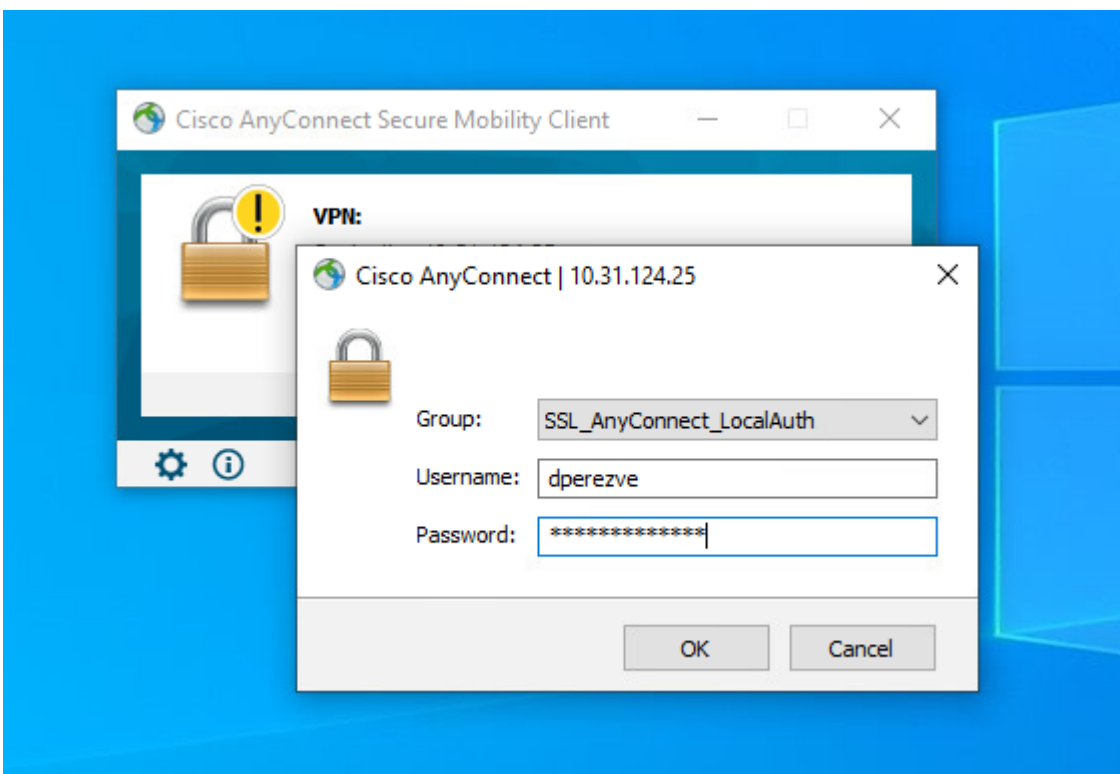 Cisco AnyConnect Secure Mobility Client
VPN:
Cisco AnyConnect | 10.31.124.25
Group: SSL_AnyConnect_LocalAuth
Username: dperezve
Password: *************
OK Cancel